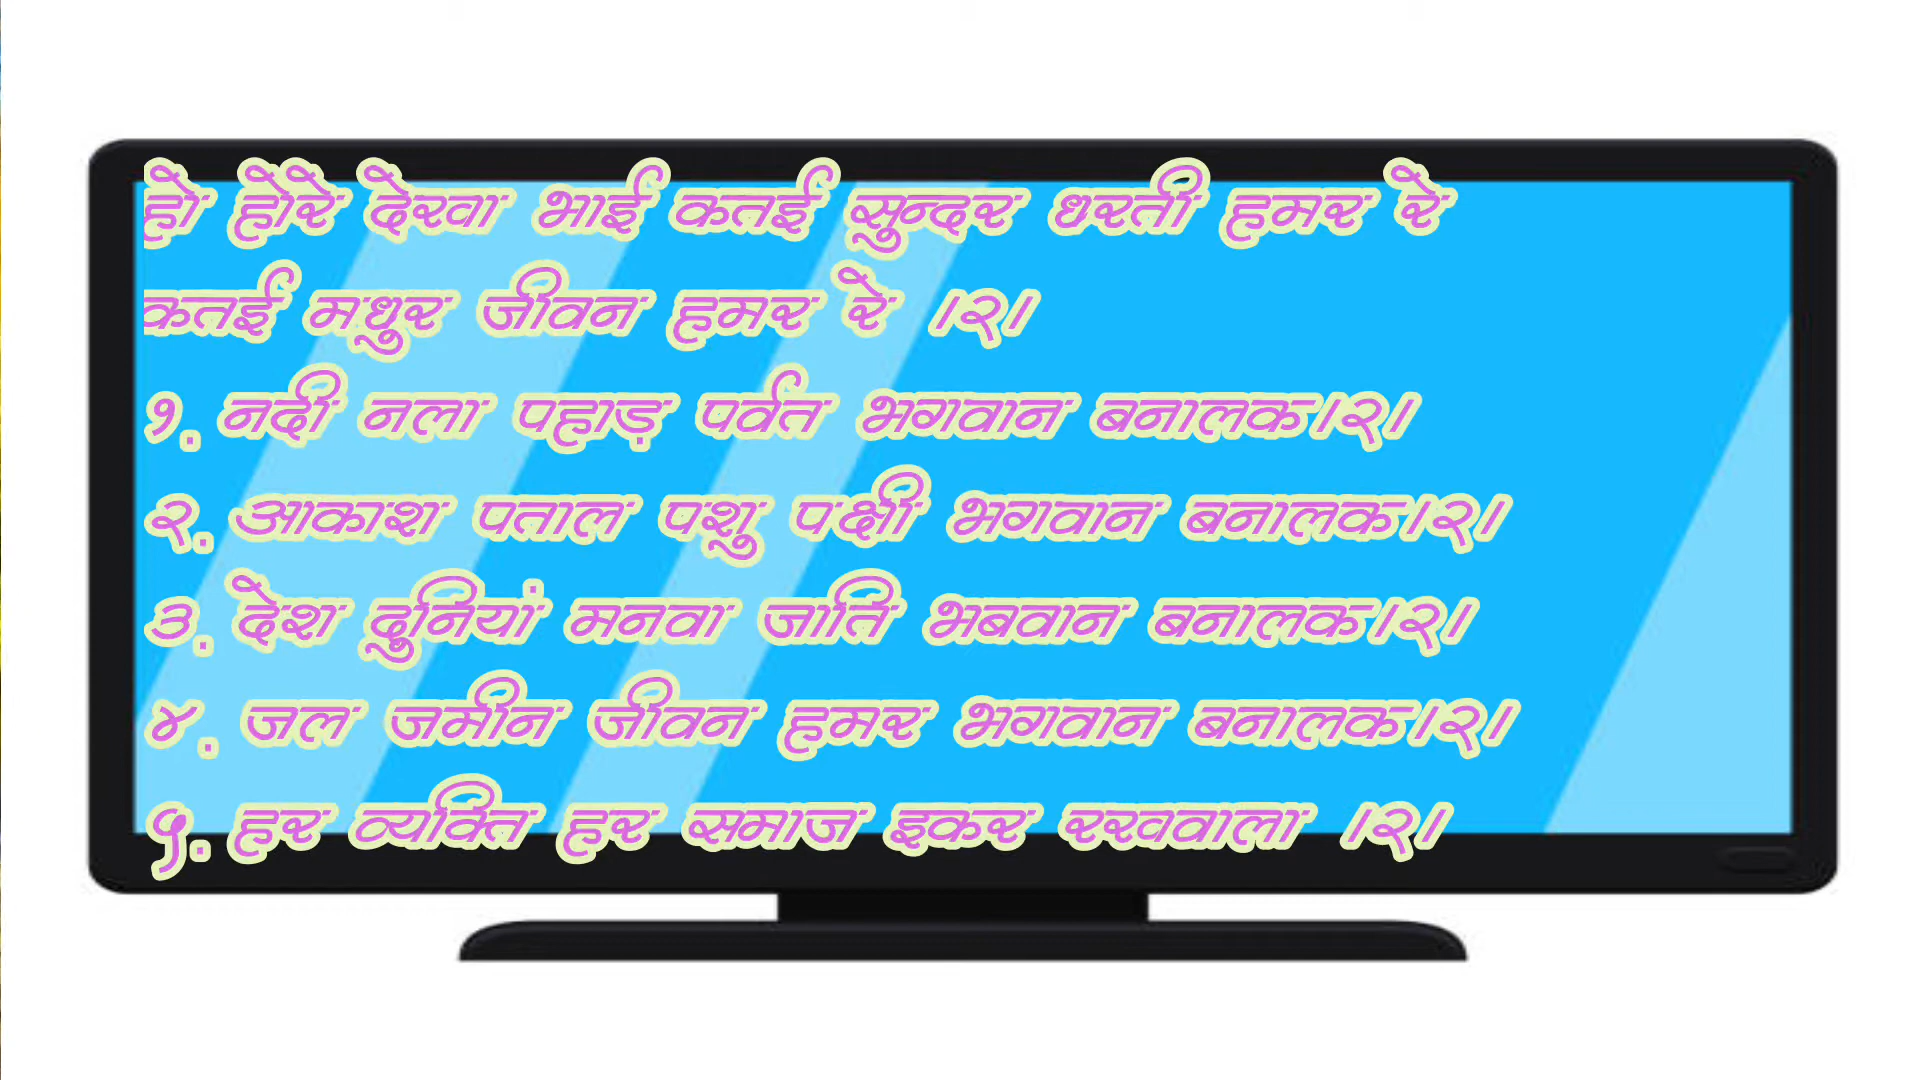 हो होरे देखा भाई कतई सुन्दर धरती हमर रे
कतई मधुर जीवन हमर रे ।२।
१. नदी नला पहाड़ पर्वत भगवान बनालक।२।
२. आकाश पताल पशु पक्षी भगवान बनालक।२।
३. देश दुनियां मनवा जाति भबवान बनालक।२।
४. जल जमीन जीवन हमर भगवान बनालक।२।
५. हर व्यक्ति हर समाज इकर रखवाला ।२।